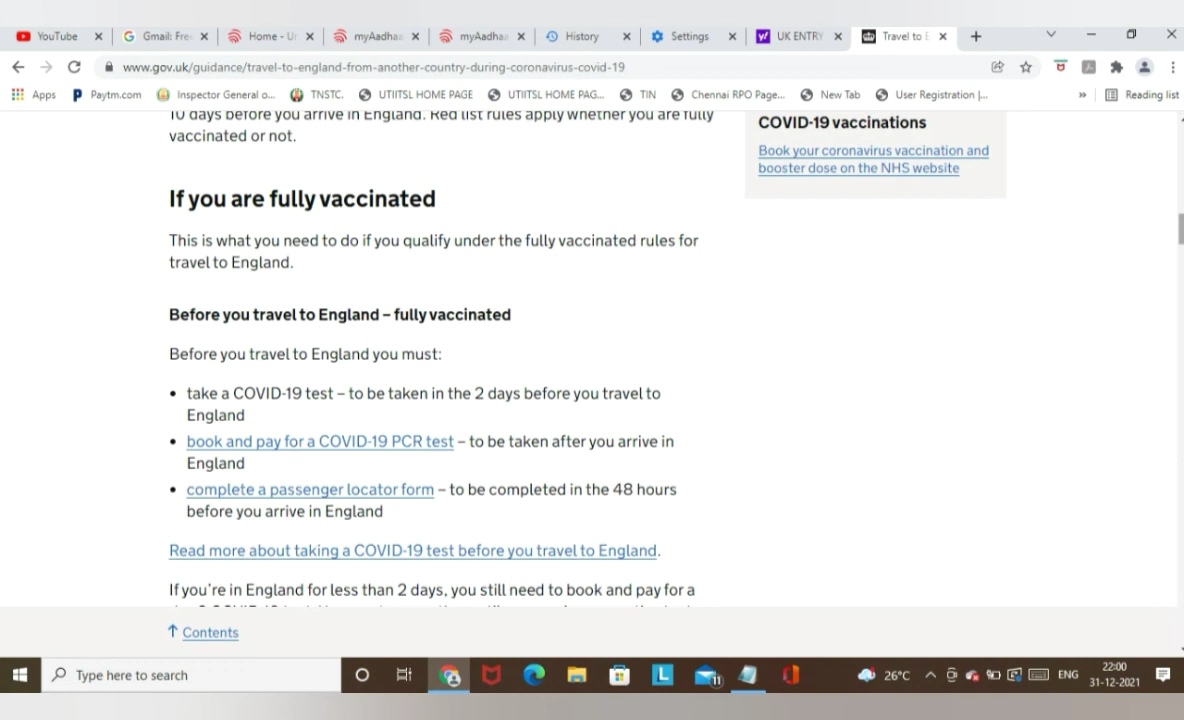 YouTube
Gmail: Fre
Home - U
myAadha
myAadha
History
Settings
UK ENTRY
Travel to E
www.gov.uk/guidance/travel-to-england-from-another-country-during-coronavirus-covid-19
Apps
Paytm.com
Inspector General o...
TNSTC.
UTIITSL HOME PAGE
UTIITSL HOME PAG...
TIN
Chennai RPO Page...
New Tab
User Registration |...
»
Reading list
10 days before you arrive in England. Red list rules apply whether you are fully
vaccinated or not.
COVID-19 vaccinations
Book your coronavirus vaccination and
booster dose on the NHS website
If you are fully vaccinated
This is what you need to do if you qualify under the fully vaccinated rules for
travel to England.
Before you travel to England – fully vaccinated
Before you travel to England you must:
• take a COVID-19 test – to be taken in the 2 days before you travel to
England
• book and pay for a COVID-19 PCR test – to be taken after you arrive in
England
• complete a passenger locator form – to be completed in the 48 hours
before you arrive in England
Read more about taking a COVID-19 test before you travel to England.
If you're in England for less than 2 days, you still need to book and pay for a
↑ Contents
Type here to search
L
11
26°C
ENG
22:00
31-12-2021